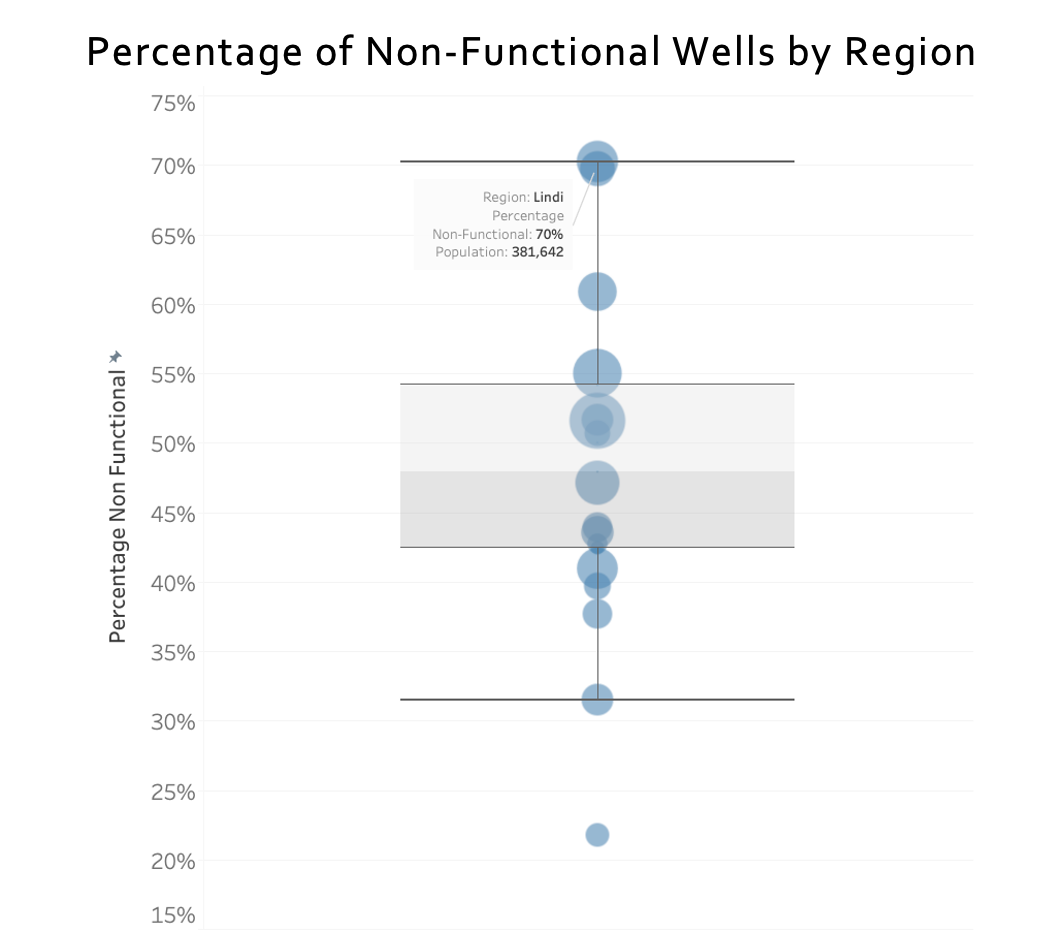 Percentage of Non-Functional Wells by Region
75%
70%
Region: Lindi
Percentage
Non-Functional: 70%
Population: 381,642
65%
60%
55%
50%
45%
40%
35%
30%
25%
20%
15%
Percentage Non Functional